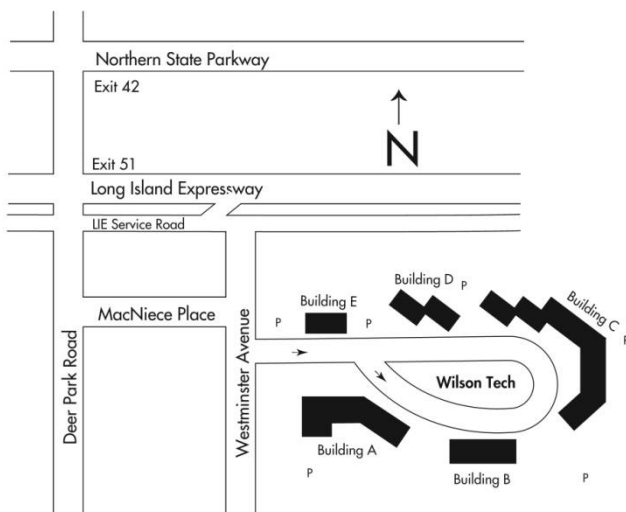 Northern State Parkway
Exit 42
N
Exit 51
Long Island Expressway
LIE Service Road
Building D
P
Building E
Building C
MacNiece Place
P
P
P
Deer Park Road
Westminster Avenue
Wilson Tech
Building A
P
Building B
P